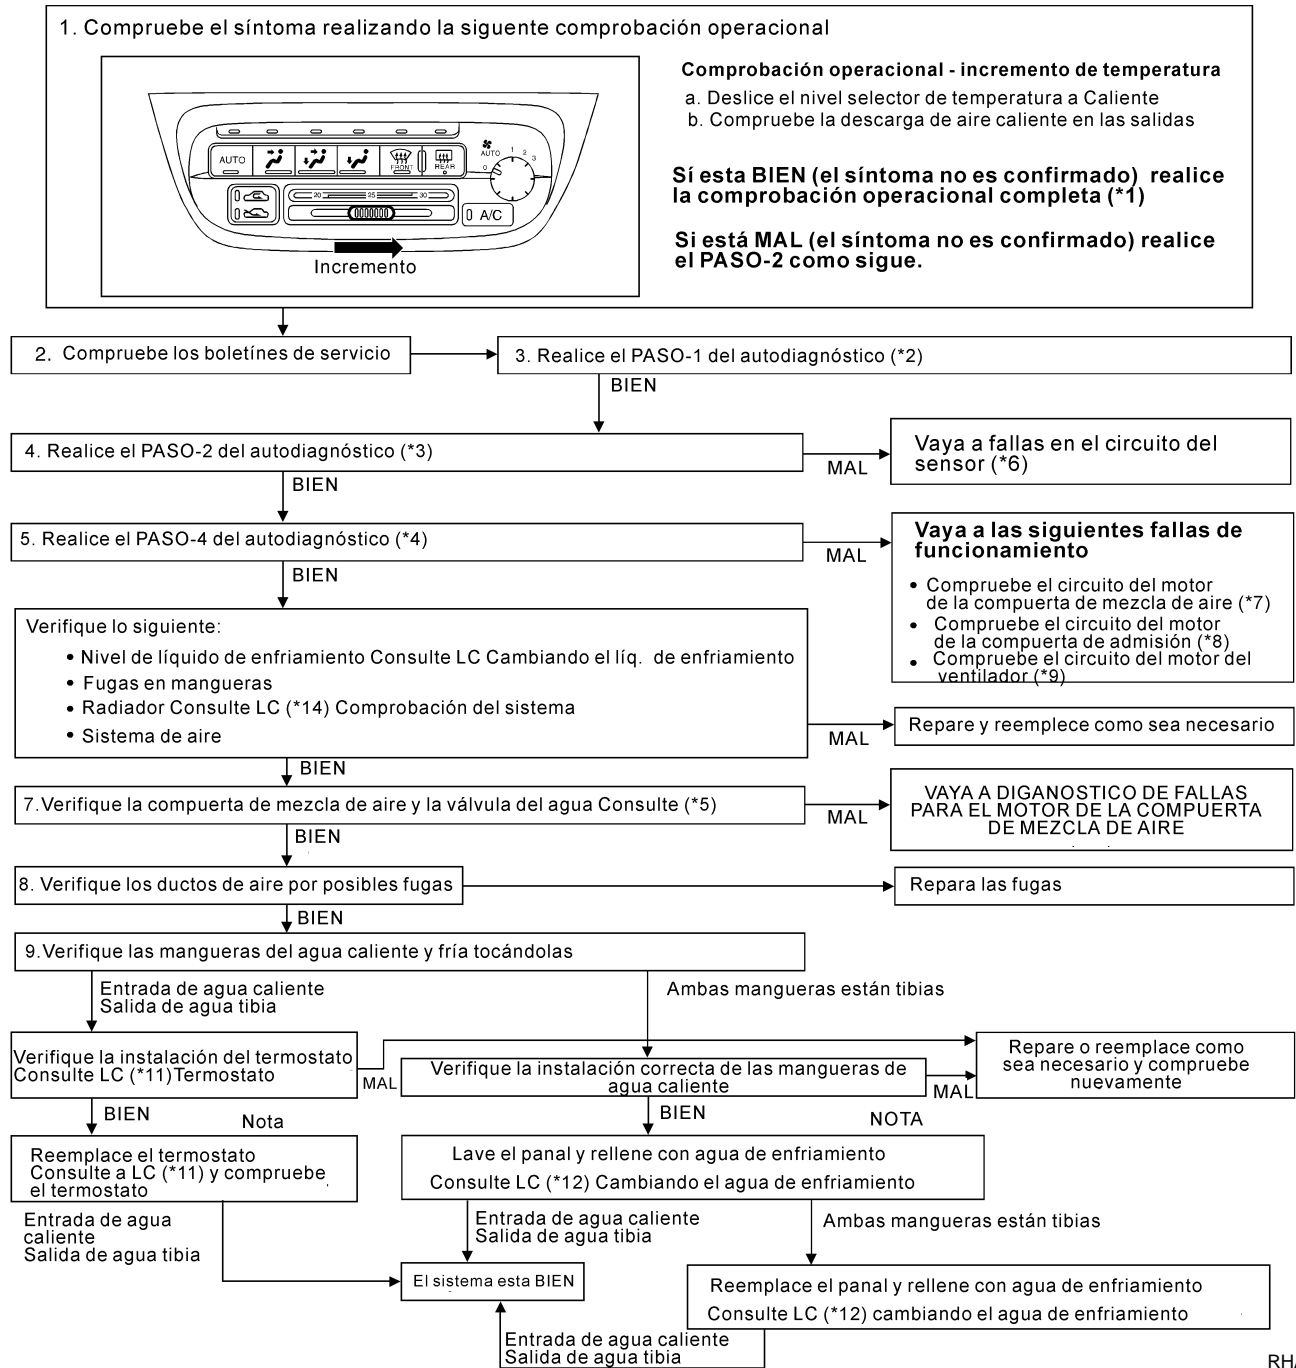 1. Compruebe el síntoma realizando la siguente comprobación operacional
Comprobación operacional - incremento de temperatura
a. Deslice el nivel selector de temperatura a Caliente
b. Compruebe la descarga de aire caliente en las salidas
Sí esta BIEN (el síntoma no es confirmado) realice
la comprobación operacional completa (*1)
Si está MAL (el síntoma no es confirmado) realice
el PASO-2 como sigue.
AUTO
FRONT
REAR
AUTO
0
1
2
3
20
25
30
A/C
Incremento
2. Compruebe los boletínes de servicio
3. Realice el PASO-1 del autodiagnóstico (*2)
BIEN
4. Realice el PASO-2 del autodiagnóstico (*3)
MAL
Vaya a fallas en el circuito del
sensor (*6)
BIEN
5. Realice el PASO-4 del autodiagnóstico (*4)
MAL
Vaya a las siguientes fallas de
funcionamiento
• Compruebe el circuito del motor
de la compuerta de mezcla de aire (*7)
• Compruebe el circuito del motor
de la compuerta de admisión (*8)
• Compruebe el circuito del motor del
ventilador (*9)
BIEN
Verifique lo siguiente:
• Nivel de líquido de enfriamiento Consulte LC Cambiando el líq. de enfriamiento
• Fugas en mangueras
• Radiador Consulte LC (*14) Comprobación del sistema
• Sistema de aire
MAL
Repare y reemplece como sea necesario
BIEN
7.Verifique la compuerta de mezcla de aire y la válvula del agua Consulte (*5)
MAL
VAYA A DIGANOSTICO DE FALLAS
PARA EL MOTOR DE LA COMPUERTA
DE MEZCLA DE AIRE
BIEN
8. Verifique los ductos de aire por posibles fugas
Repara las fugas
BIEN
9.Verifique las mangueras del agua caliente y fría tocándolas
Entrada de agua caliente
Salida de agua tibia
Ambas mangueras están tibias
Verifique la instalación del termostato
Consulte LC (*11)Termostato
MAL
Verifique la instalación correcta de las mangueras de
agua caliente
MAL
Repare o reemplace como
sea necesario y compruebe
nuevamente
BIEN
Nota
BIEN
NOTA
Reemplace el termostato
Consulte a LC (*11) y compruebe
el termostato
Lave el panal y rellene con agua de enfriamiento
Consulte LC (*12) Cambiando el agua de enfriamiento
Entrada de agua
caliente
Salida de agua tibia
Entrada de agua caliente
Salida de agua tibia
Ambas mangueras están tibias
El sistema esta BIEN
Reemplace el panal y rellene con agua de enfriamiento
Consulte LC (*12) cambiando el agua de enfriamiento
Entrada de agua caliente
Salida de agua tibia